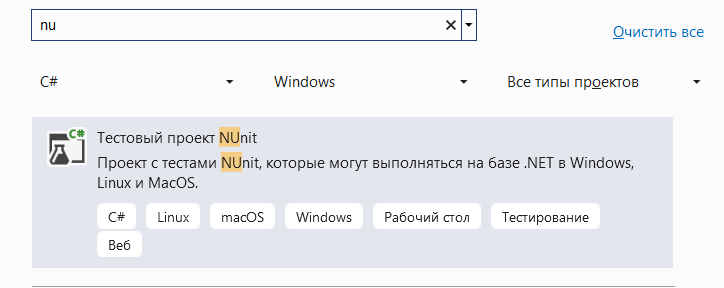 nu
Очистить все
C# Windows Все типы проектов
C#
Тестовый проект NUnit
Проект с тестами NUnit, которые могут выполняться на базе .NET в Windows,
Linux и MacOS.
C# Linux macOS Windows Рабочий стол Тестирование
Веб